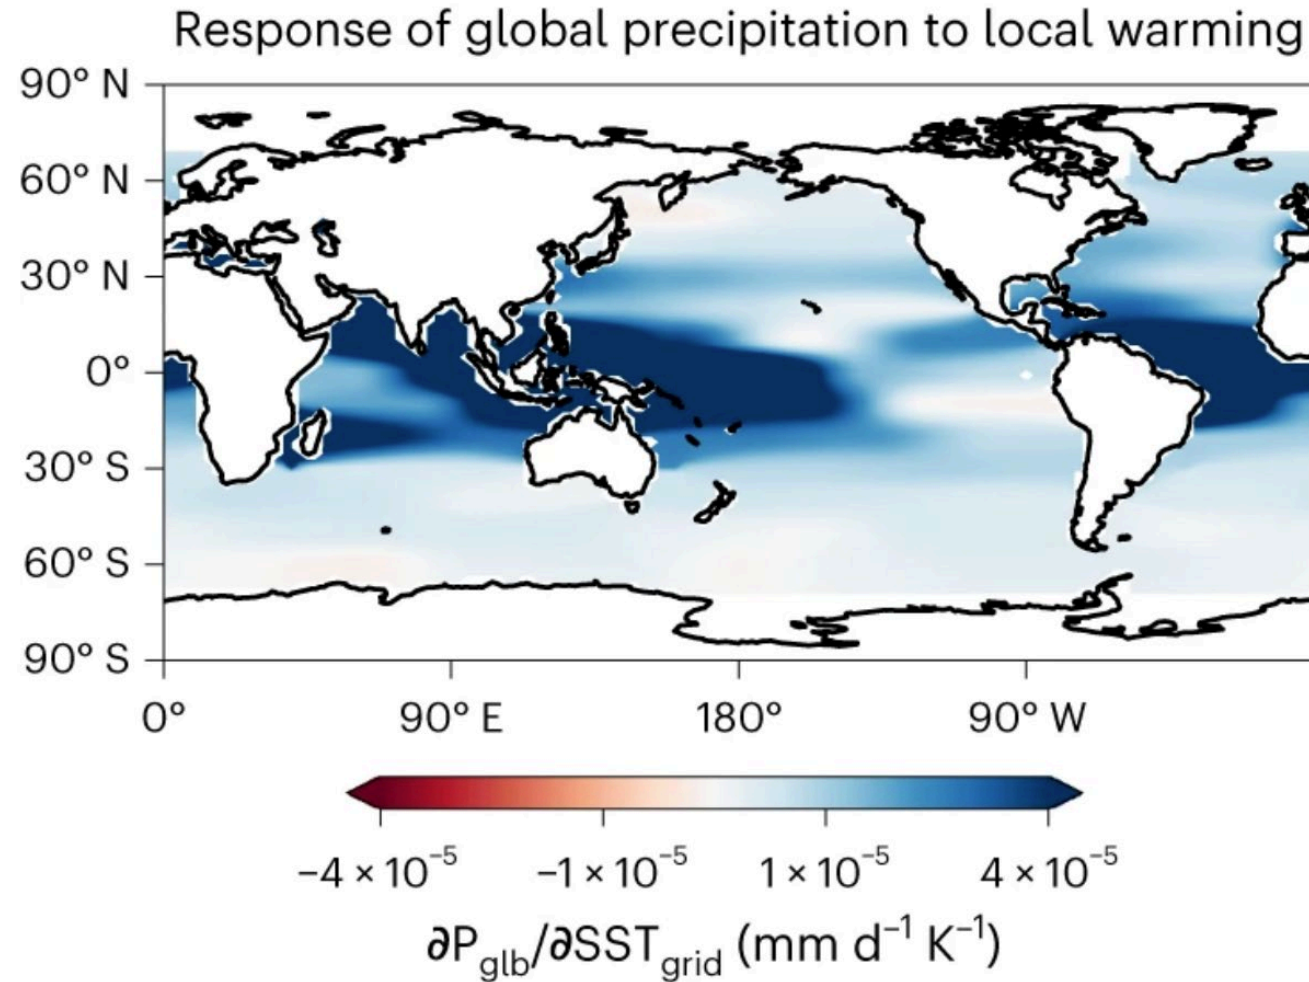 Response of global precipitation to local warming
90° N
60° N
30° N
0°
30° S
60° S
90° S
0° 90° E 180° 90° W
−4 × 10⁻⁵ −1 × 10⁻⁵ 1 × 10⁻⁵ 4 × 10⁻⁵
∂P_glb/∂SST_grid (mm d⁻¹ K⁻¹)